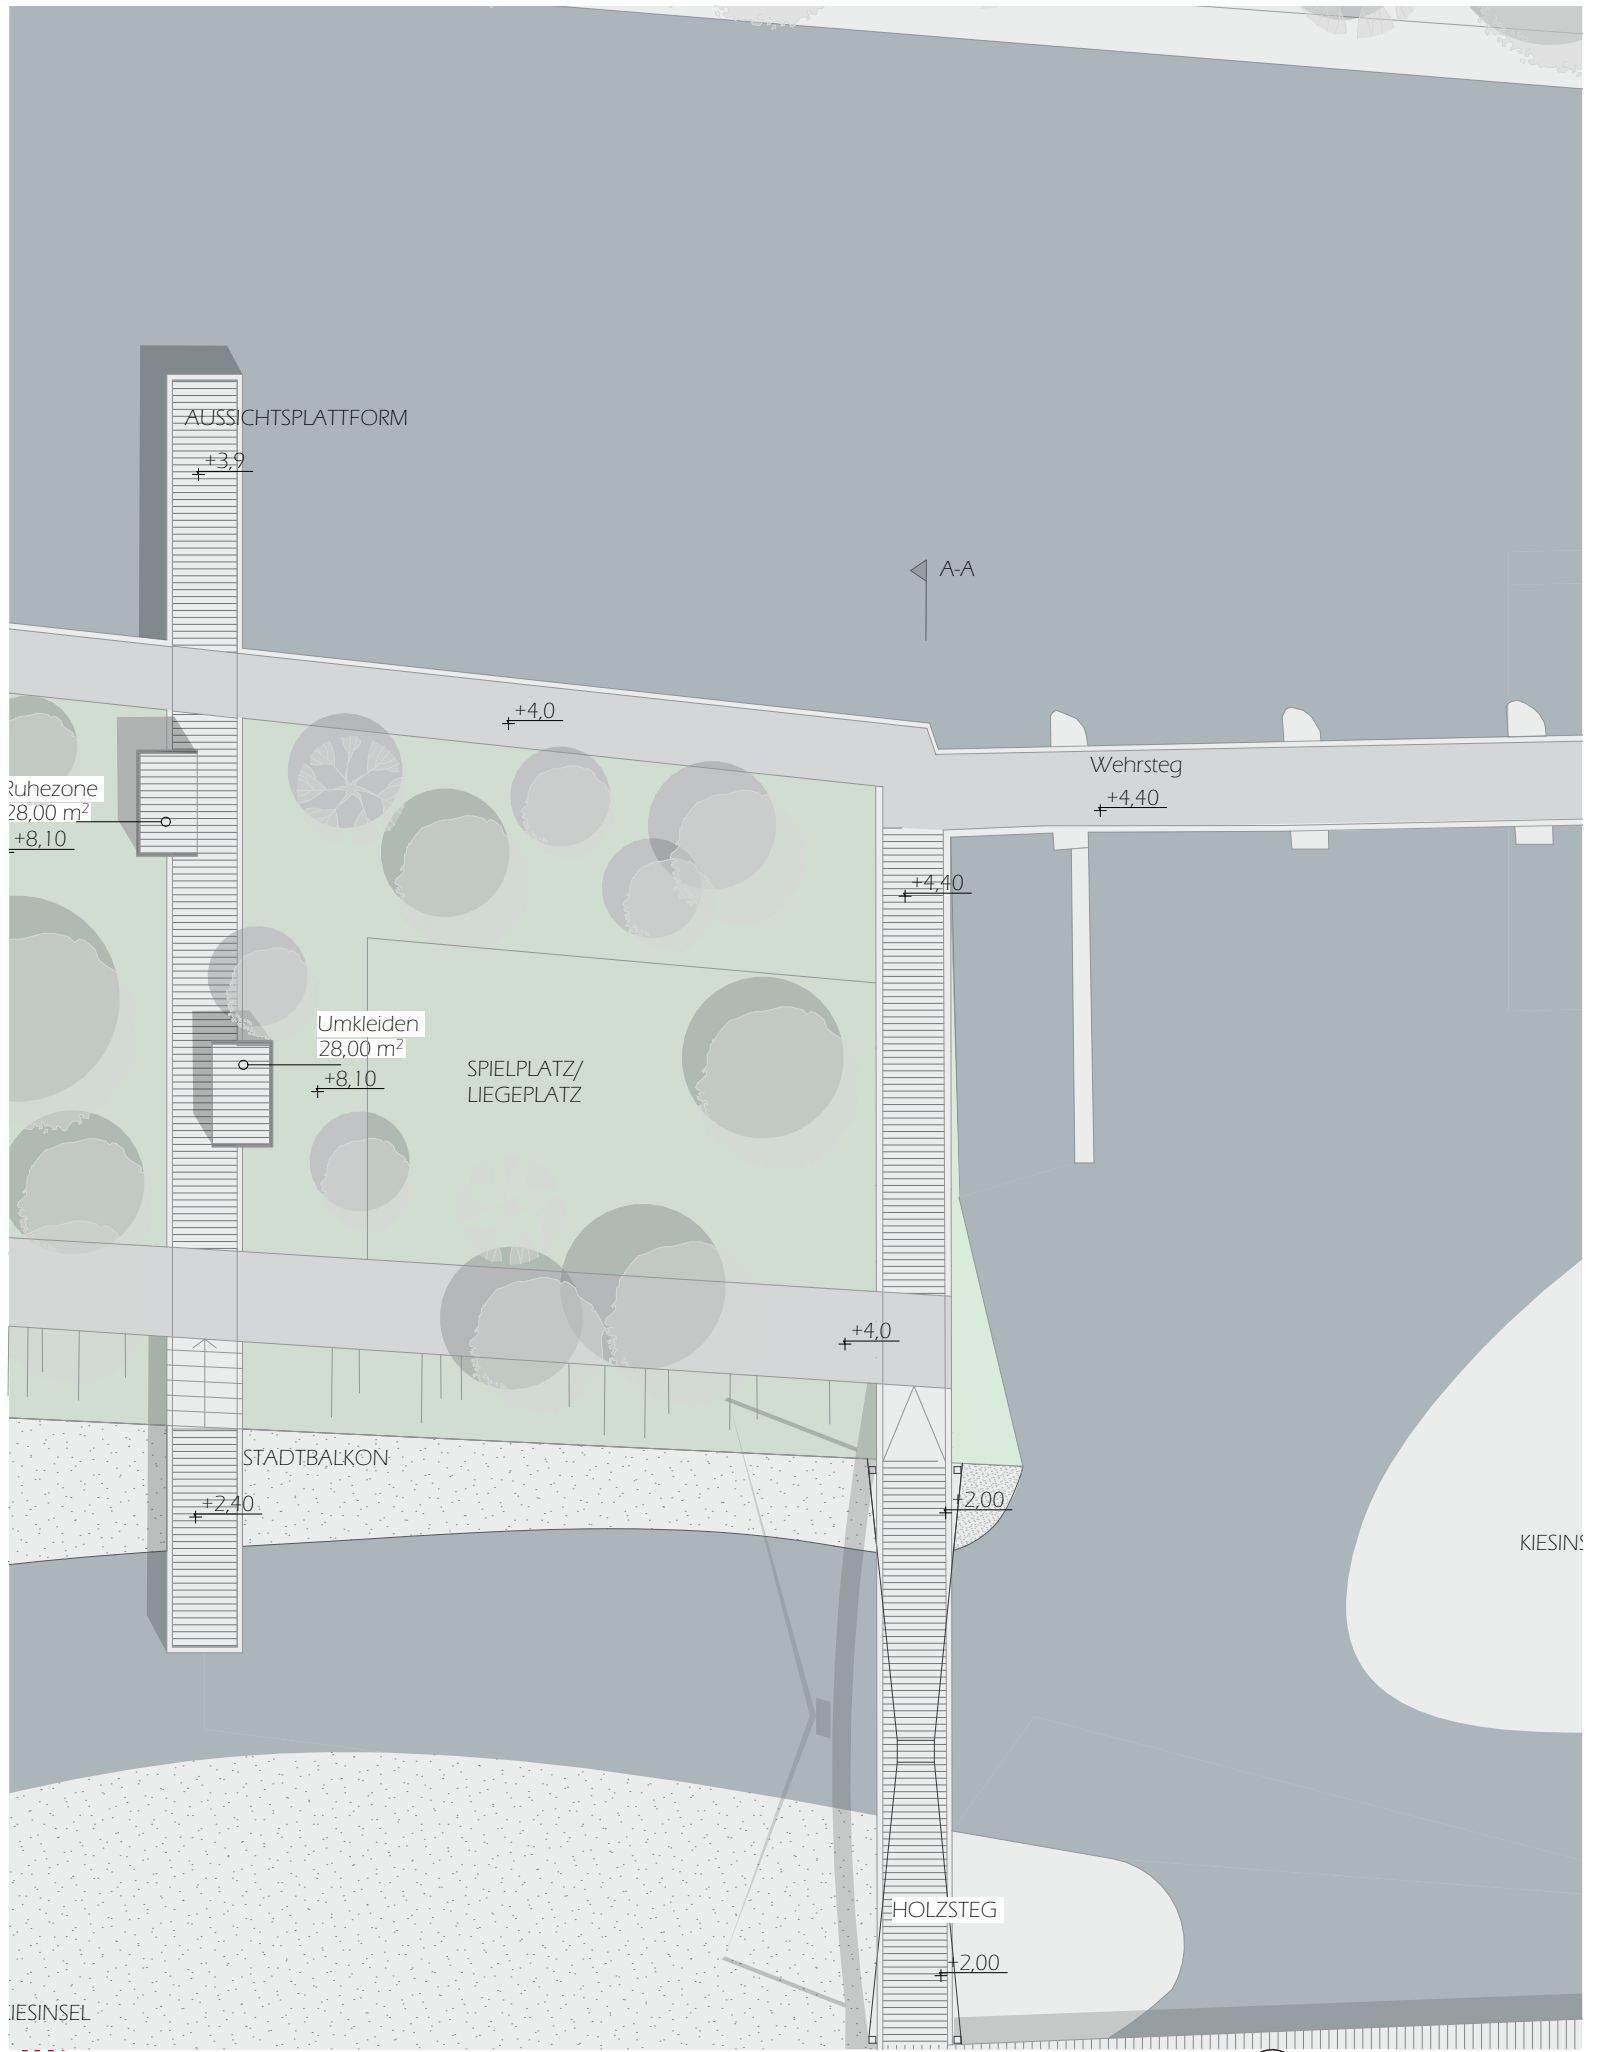 AUSSICHTSPLATTFORM
+3,9
A-A
+4,0
Wehrsteg
+4,40
Ruhezone
28,00 m²
+8,10
+4,40
Umkleiden
28,00 m²
+8,10
SPIELPLATZ/
LIEGEPLATZ
+4,0
STADTBALKON
+2,40
+2,00
KIESINS
HOLZSTEG
+2,00
KIESINSEL